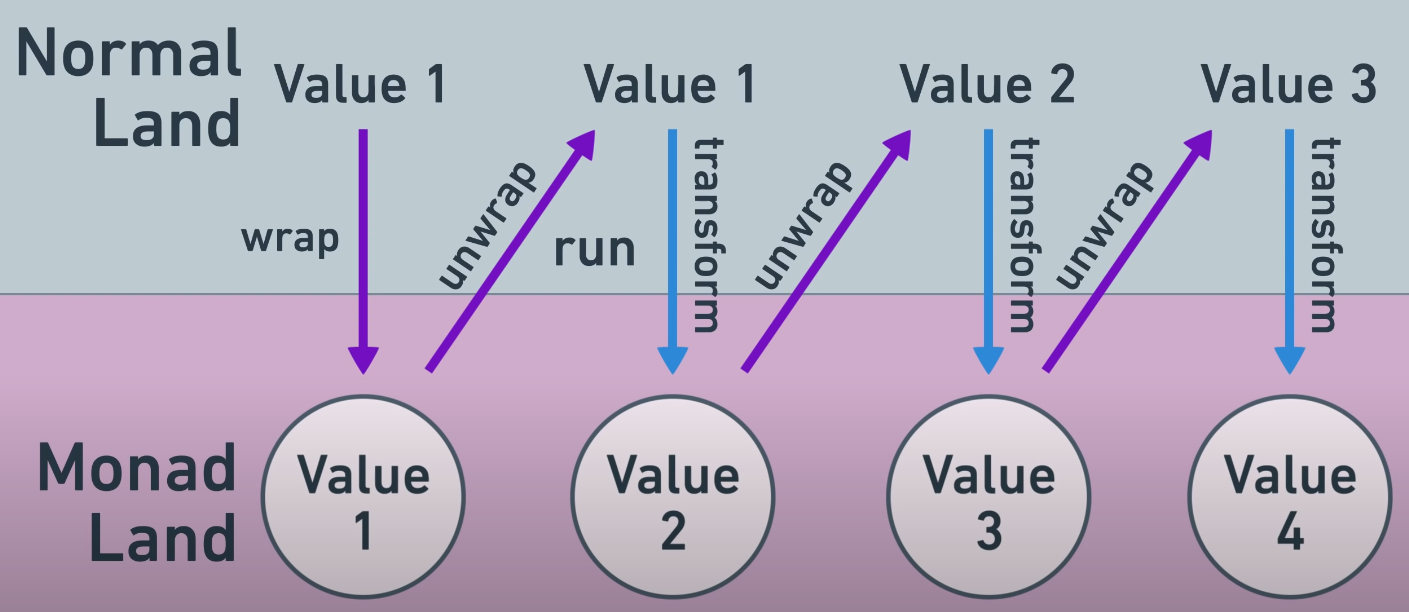 Normal
Land
Value 1
Value 1
Value 2
Value 3
wrap
unwrap
run
transform
unwrap
transform
unwrap
transform
Monad
Land
Value
1
Value
2
Value
3
Value
4